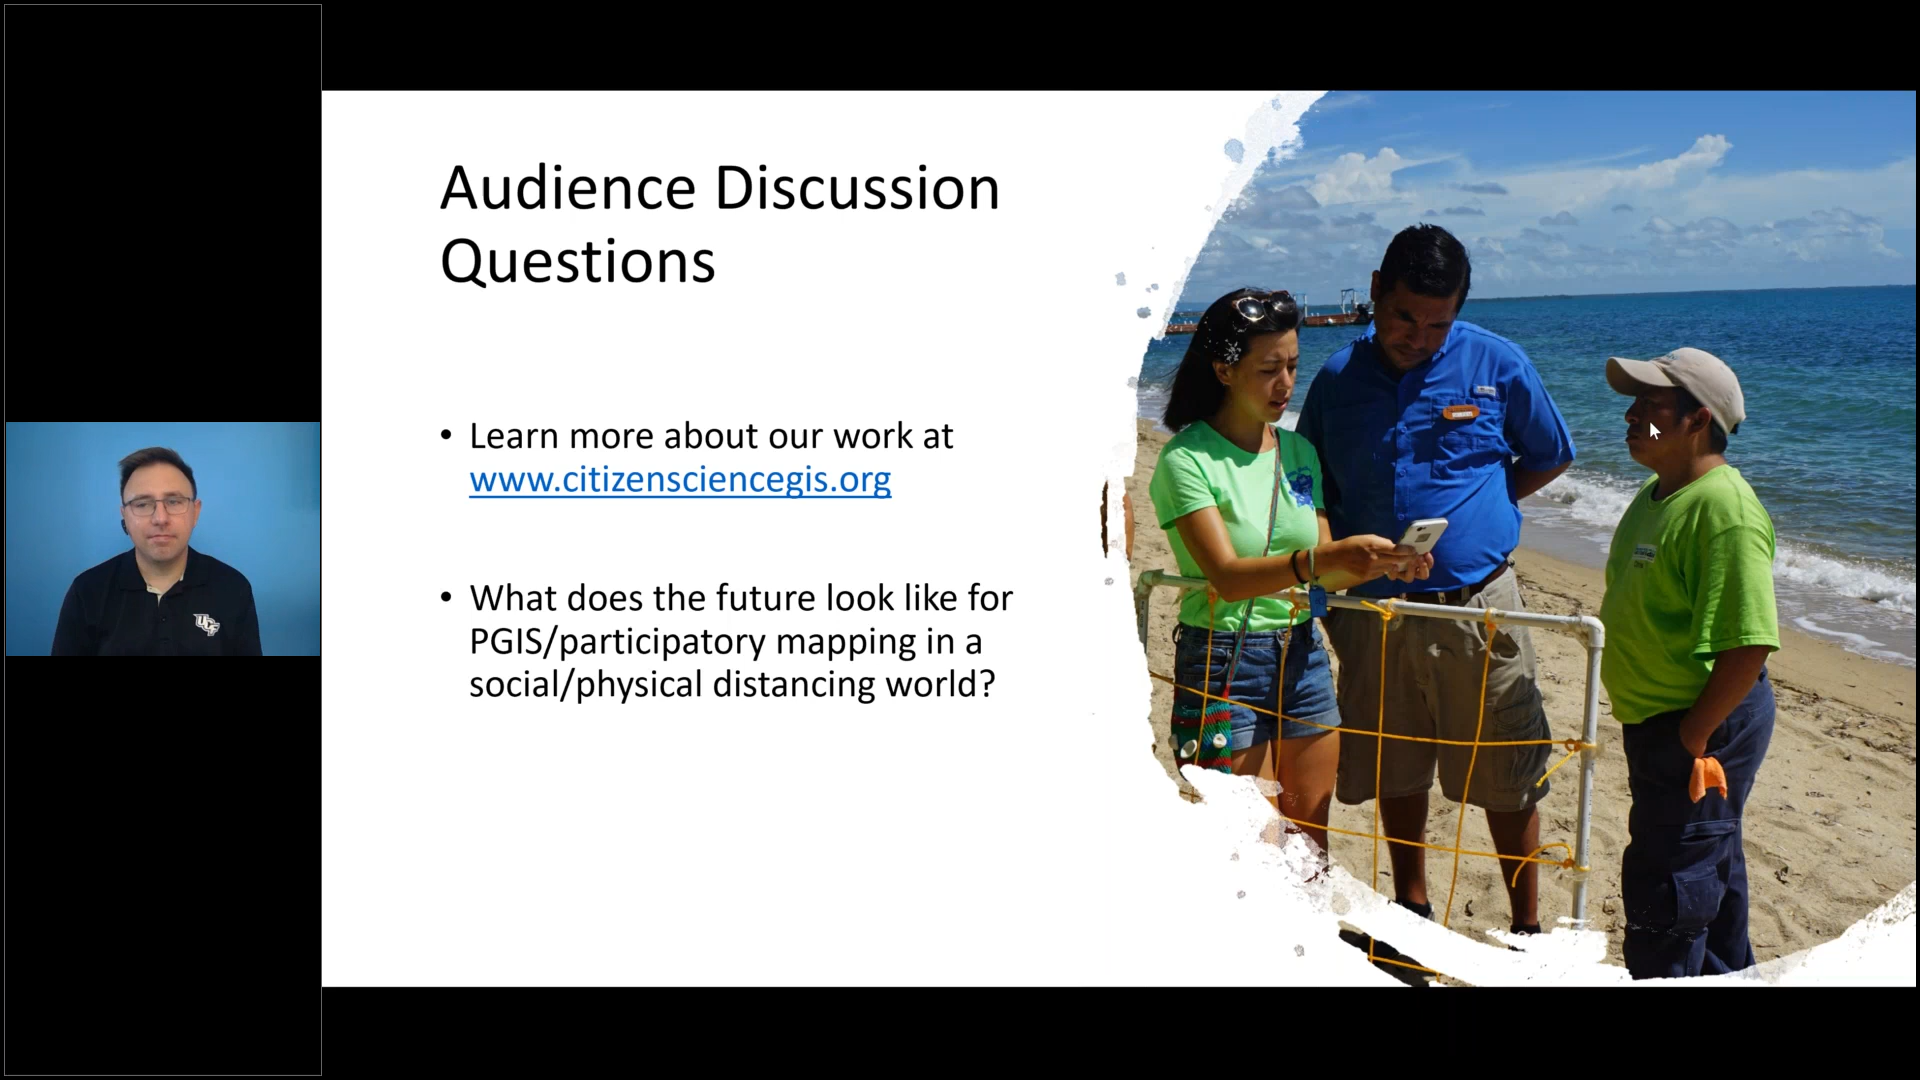 Audience Discussion
Questions
• Learn more about our work at
www.citizensciencegis.org
• What does the future look like for
PGIS/participatory mapping in a
social/physical distancing world?
UCF